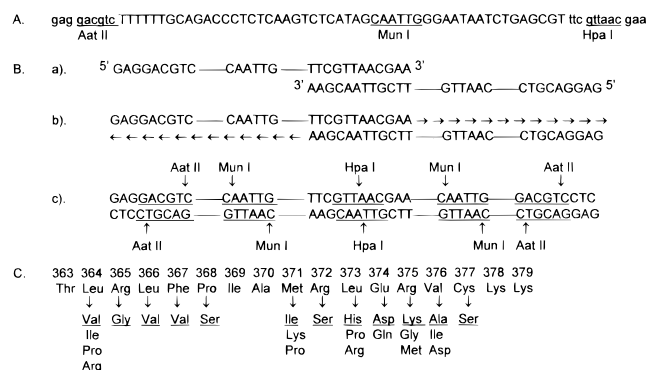 A. gag gacgtc TTTTTTGCAGACCCTCTCAAGTCTCATAGCAATTGGGAATAATCTGAGCGT ttc gttaac gaa
Aat II Mun I Hpa I
B. a). 5' GAGGACGTC — CAATTG — TTCGTTAACGAA 3'
3' AAGCAATTGCTT — GTTAAC — CTGCAGGAG 5'
b). GAGGACGTC — CAATTG — TTCGTTAACGAA → → → → → → → → → → → →
← ← ← ← ← ← ← ← ← ← AAGCAATTGCTT — GTTAAC — CTGCAGGAG
Aat II Mun I Hpa I Mun I Aat II
↓ ↓ ↓ ↓ ↓
c). GAGGACGTC — CAATTG — TTCGTTAACGAA — CAATTG — GACGTCCTC
CTCCTGCAG — GTTAAC — AAGCAATTGCTT — GTTAAC — CTGCAGGAG
↑ ↑ ↑ ↑ ↑
Aat II Mun I Hpa I Mun I Aat II
C. 363 364 365 366 367 368 369 370 371 372 373 374 375 376 377 378 379
Thr Leu Arg Leu Phe Pro Ile Ala Met Arg Leu Glu Arg Val Cys Lys Lys
↓ ↓ ↓ ↓ ↓ ↓ ↓ ↓ ↓ ↓ ↓ ↓
Val Gly Val Val Ser Ile Ser His Asp Lys Ala Ser
Ile Lys Pro Gln Gly Ile
Pro Pro Arg Met Asp
Arg